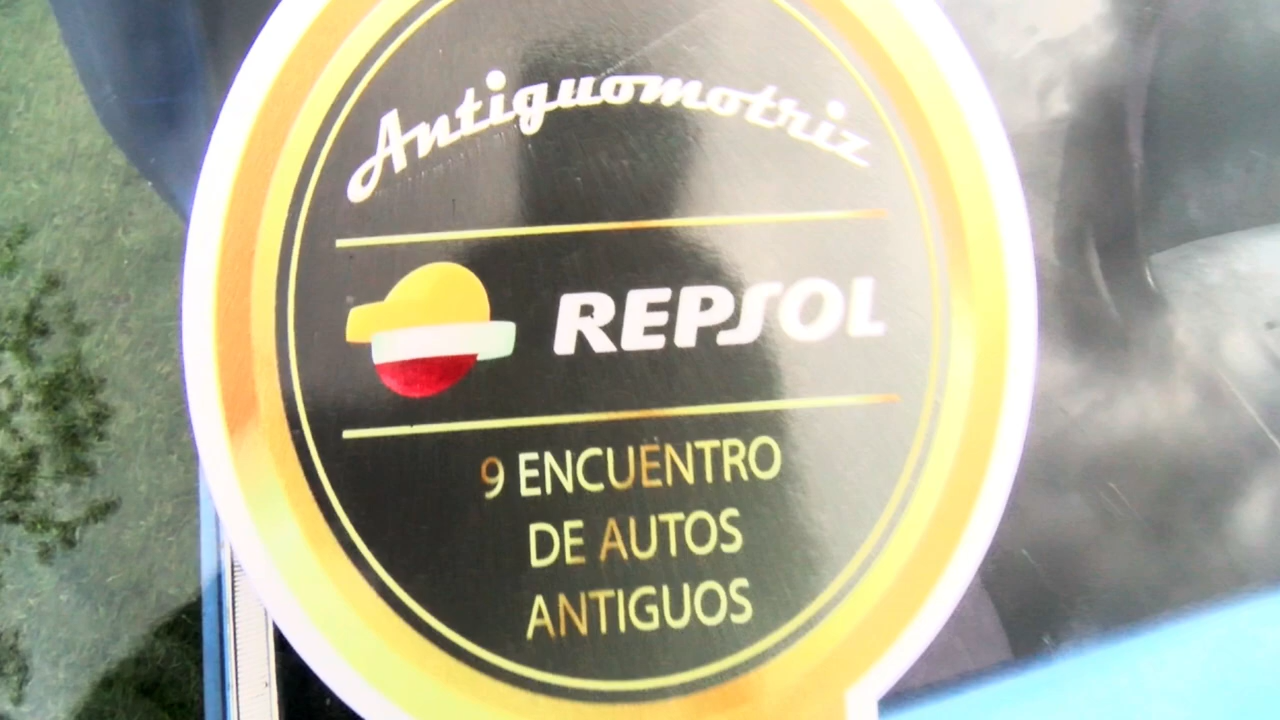 Antiguomotriz
REPSOL
9 ENCUENTRO
DE AUTOS
ANTIGUOS